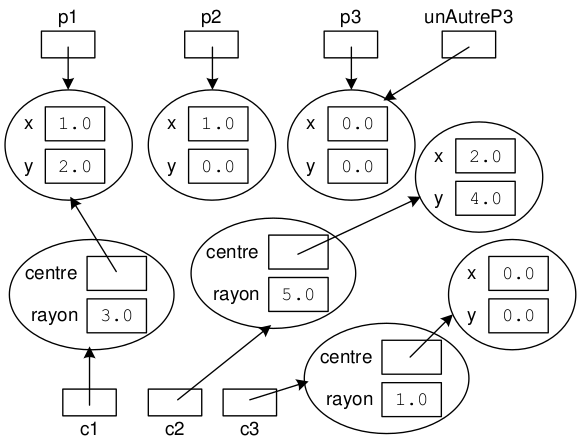 p1 p2 p3 unAutreP3
x 1.0 x 1.0 x 0.0
y 2.0 y 0.0 y 0.0
x 2.0
y 4.0
centre
rayon 3.0
centre
rayon 5.0
x 0.0
y 0.0
centre
rayon 1.0
c1 c2 c3